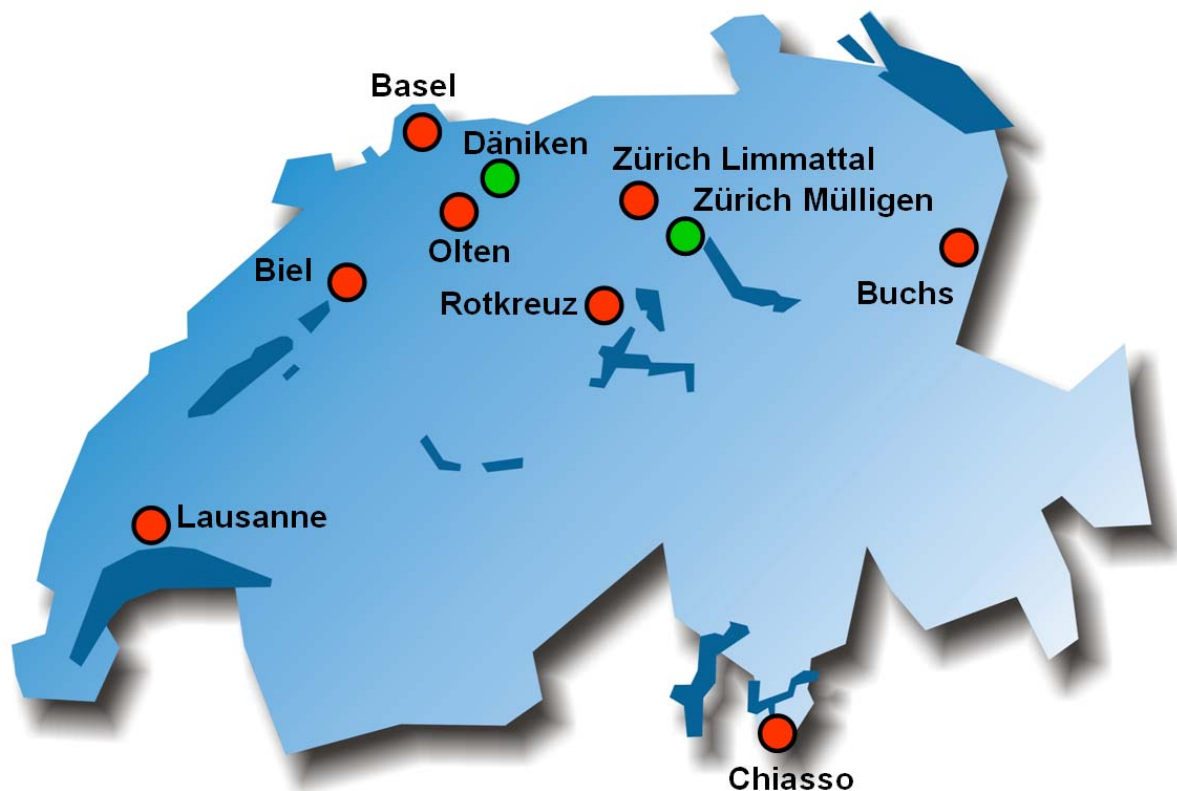 Basel
Däniken
Zürich Limmattal
Zürich Mülligen
Olten
Biel
Buchs
Rotkreuz
Lausanne
Chiasso